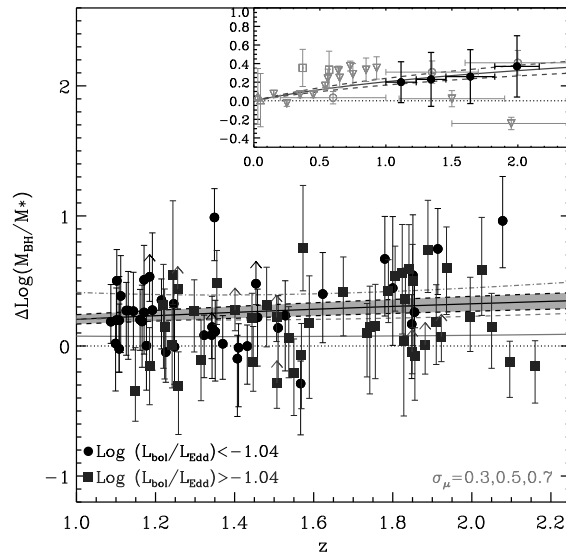 1.0
0.8
0.6
0.4
0.2
0.0
−0.2
−0.4
0.0 0.5 1.0 1.5 2.0
2
1
0
−1
ΔLog(M_BH/M*)
Log (L_bol/L_Edd)<−1.04
Log (L_bol/L_Edd)>−1.04
σ_μ=0.3,0.5,0.7
1.0 1.2 1.4 1.6 1.8 2.0 2.2
z